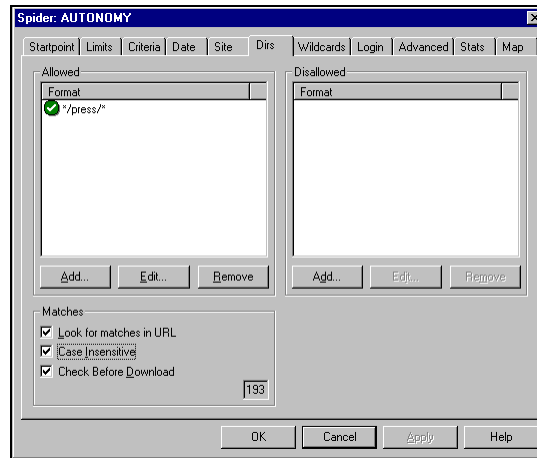 Spider: AUTONOMY
Startpoint Limits Criteria Date Site Dirs Wildcards Login Advanced Stats Map
Allowed
Format
*/press/*
Add... Edit... Remove
Disallowed
Format
Add... Edit... Remove
Matches
Look for matches in URL
Case Insensitive
Check Before Download
193
OK Cancel Apply Help